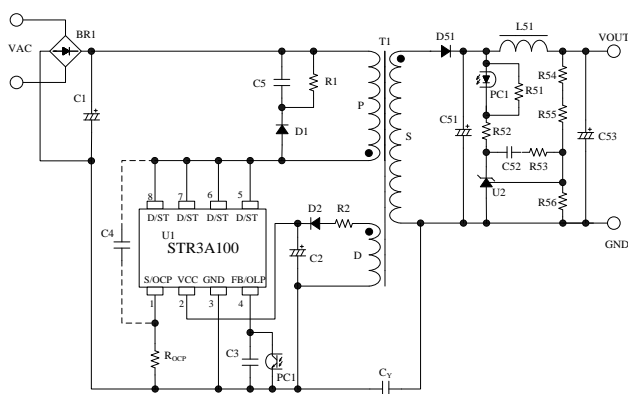 VAC
BR1
T1
D51
L51
VOUT
C5
R1
PC1
R51
R54
C1
P
R55
D1
C51
R52
S
C53
C52
R53
U2
R56
8
7
6
5
D/ST
D/ST
D/ST
D/ST
D2
R2
GND
C4
U1
STR3A100
C2
D
S/OCP
VCC
GND
FB/OLP
1
2
3
4
ROCP
C3
PC1
CY